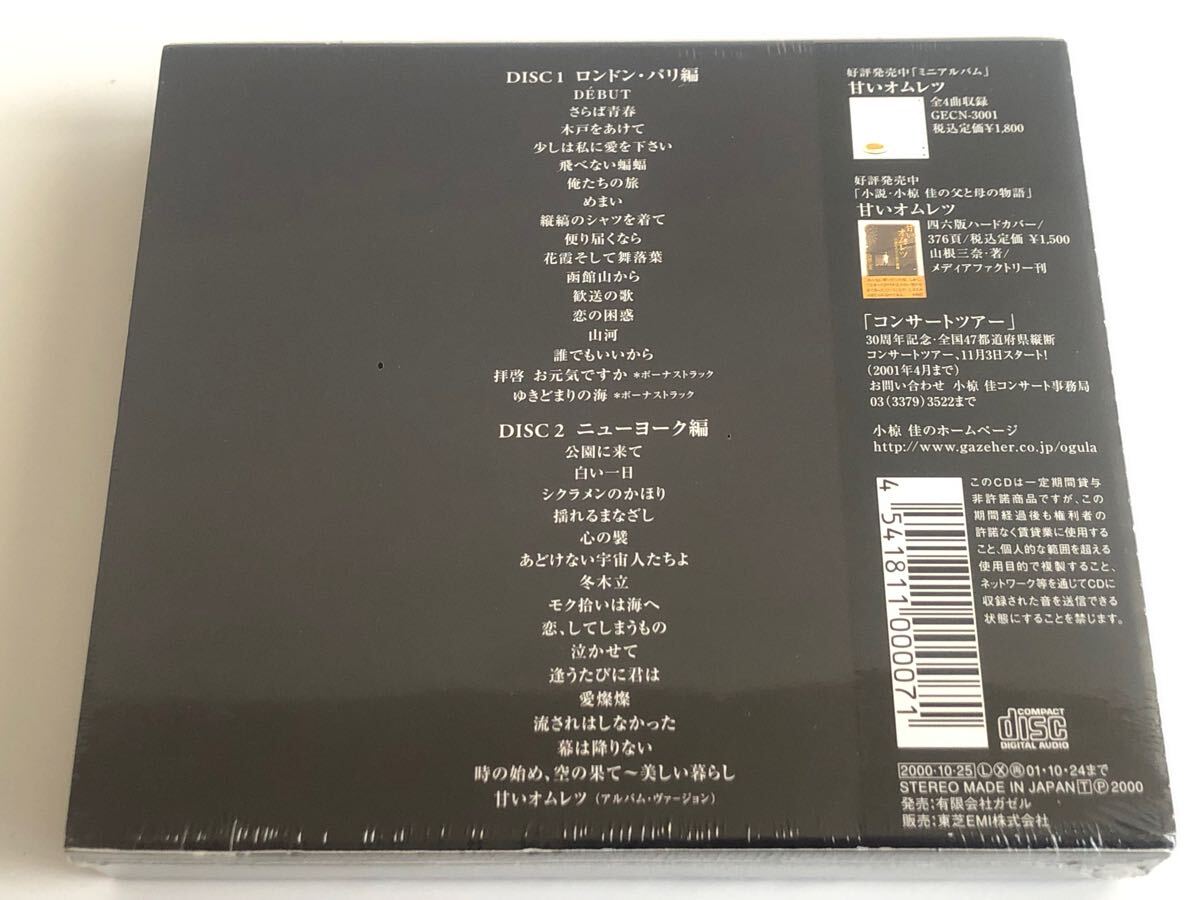 DISC 1 ロンドン・パリ編
DÉBUT
さらば青春
木戸をあけて
少しは私に愛を下さい
飛べない蝙蝠
俺たちの旅
めまい
縦縞のシャツを着て
便り届くなら
花霞そして舞落葉
函館山から
歓送の歌
恋の困惑
山河
誰でもいいから
拝啓 お元気ですか *ボーナストラック
ゆきどまりの海 *ボーナストラック
DISC 2 ニューヨーク編
公園に来て
白い一日
シクラメンのかほり
揺れるまなざし
心の襞
あどけない宇宙人たちよ
冬木立
モク拾いは海へ
恋、してしまうもの
泣かせて
逢うたびに君は
愛燦燦
流されはしなかった
幕は降りない
時の始め、空の果て〜美しい暮らし
甘いオムレツ（アルバム・ヴァージョン）
好評発売中「ミニアルバム」
甘いオムレツ
全4曲収録
GECN-3001
税込定価¥1,800
好評発売中
「小説・小椋 佳の父と母の物語」
甘いオムレツ
四六版ハードカバー/
376頁/税込定価 ¥1,500
山根三奈・著/
メディアファクトリー刊
「コンサートツアー」
30周年記念・全国47都道府県縦断
コンサートツアー、11月3日スタート!
(2001年4月まで)
お問い合わせ 小椋 佳コンサート事務局
03(3379)3522まで
小椋 佳のホームページ
http://www.gazeher.co.jp/ogula
4 541811 000071
このCDは一定期間貸与
非許諾商品ですが、この
期間経過後も権利者の
許諾なく賃貸業に使用する
こと、個人的な範囲を超える
使用目的で複製すること、
ネットワーク等を通じてCDに
収録された音を送信できる
状態にすることを禁じます。
COMPACT
disc
DIGITAL AUDIO
2000・10・25 L X 01・10・24まで
STEREO MADE IN JAPAN T P 2000
発売:有限会社ガゼル
販売:東芝EMI株式会社